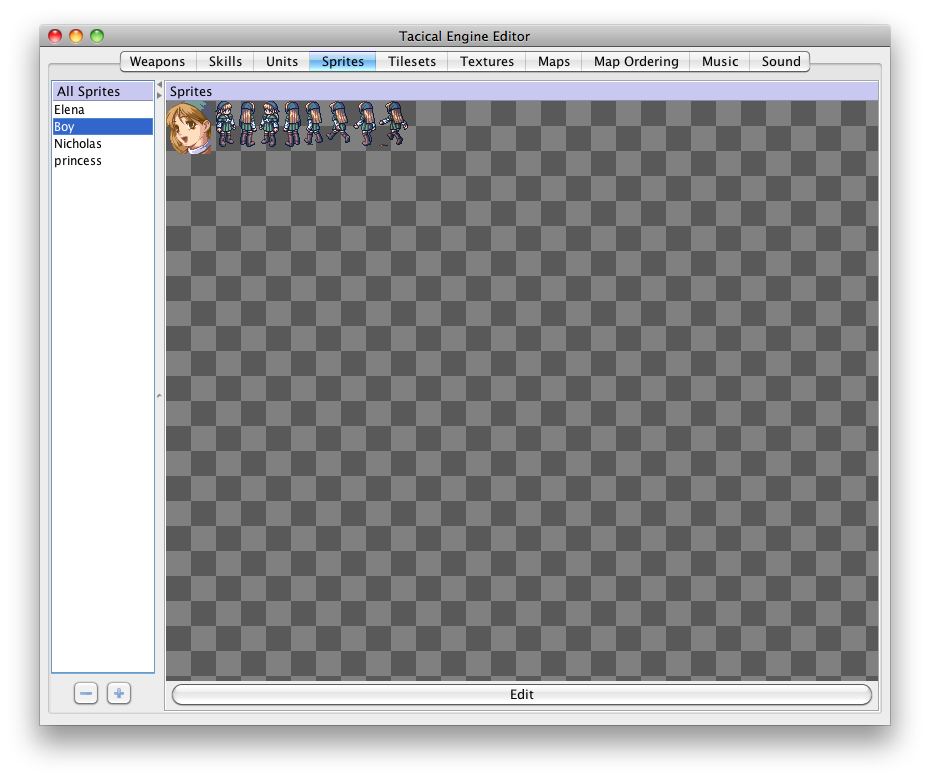 Tacical Engine Editor
Weapons Skills Units Sprites Tilesets Textures Maps Map Ordering Music Sound
All Sprites
Sprites
Elena
Boy
Nicholas
princess
Edit